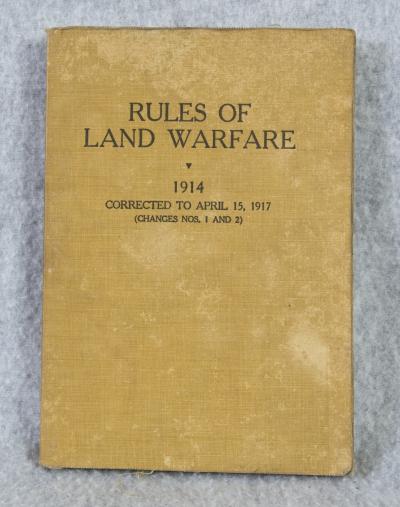 RULES OF
LAND WARFARE
1914
CORRECTED TO APRIL 15, 1917
(CHANGES NOS. 1 AND 2)